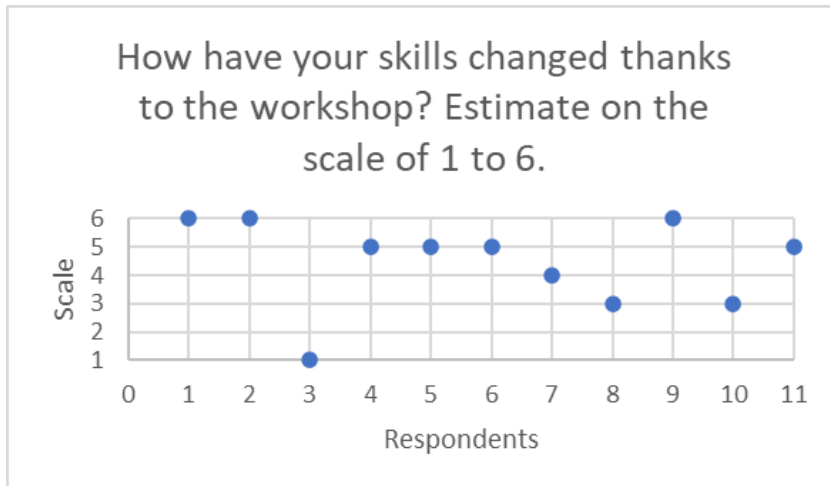 How have your skills changed thanks
to the workshop? Estimate on the
scale of 1 to 6.
6
5
4
3
2
1
Scale
0 1 2 3 4 5 6 7 8 9 10 11
Respondents